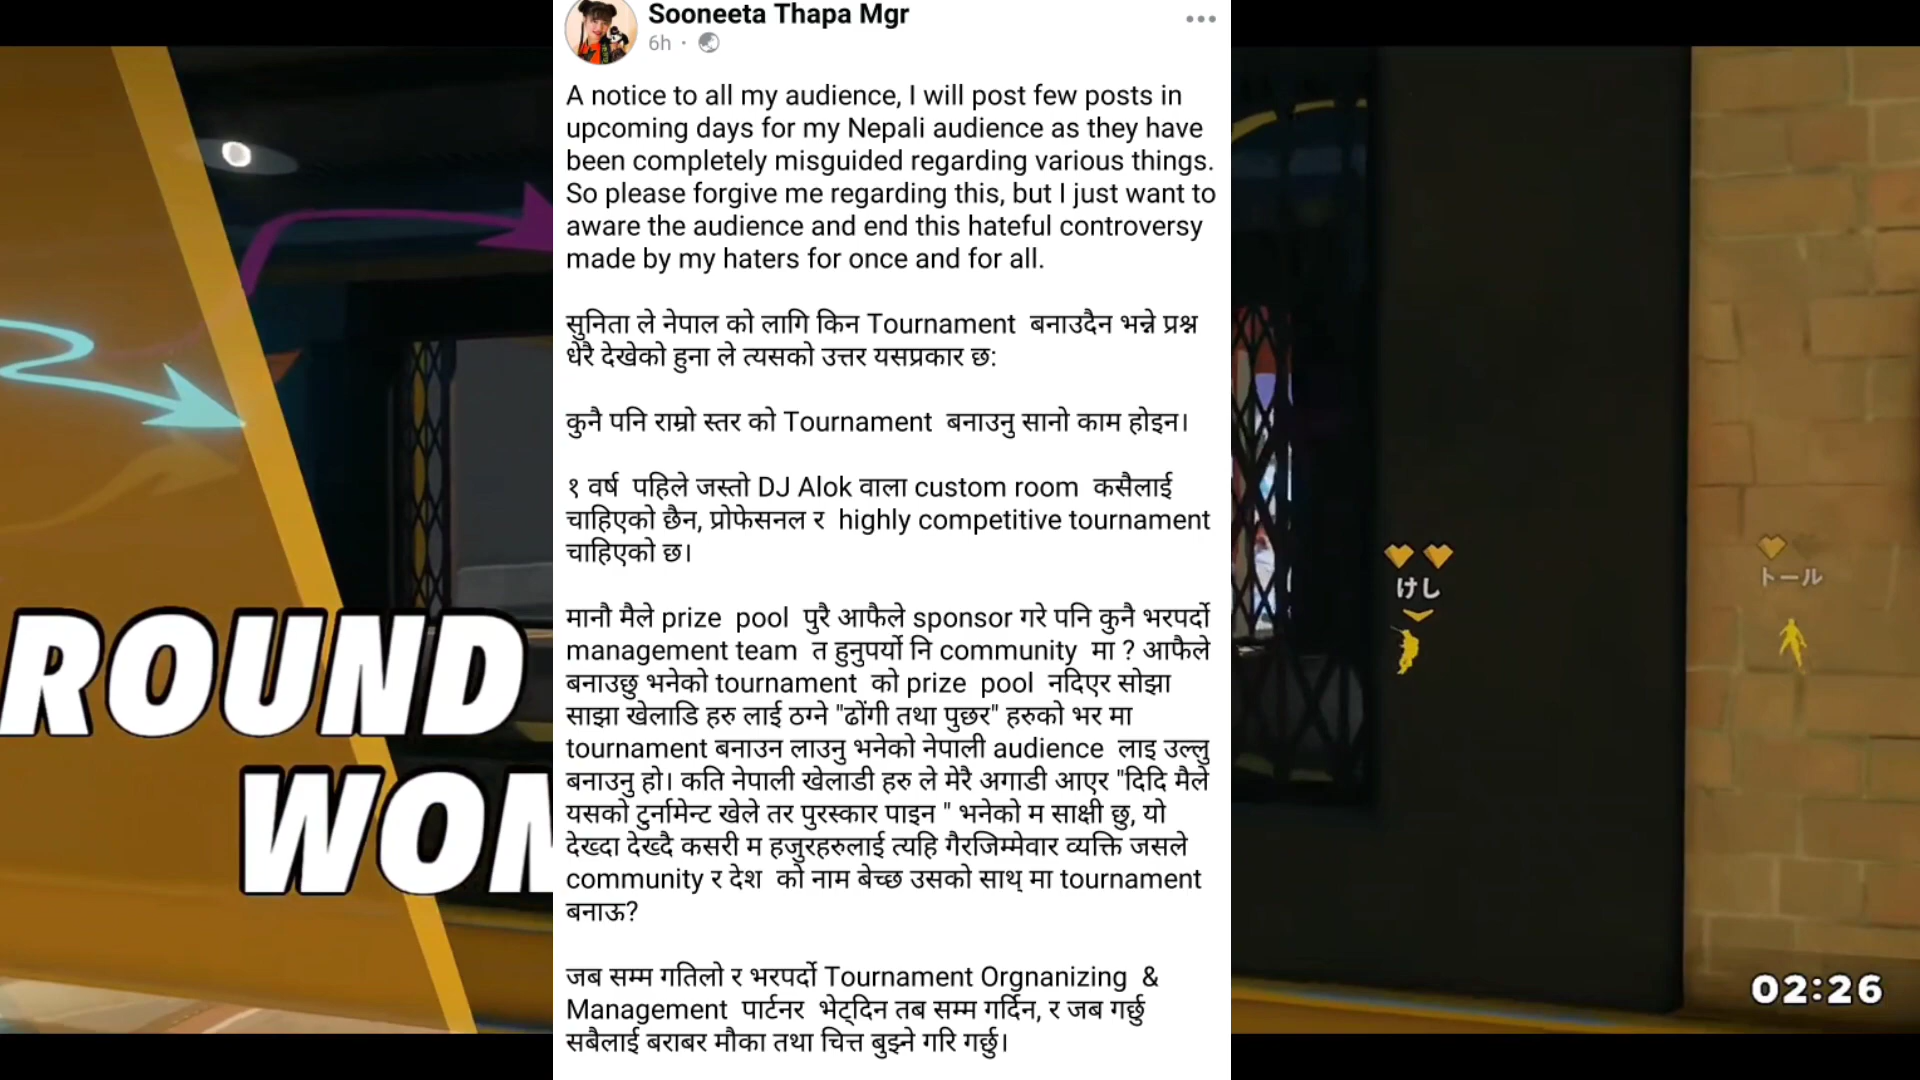 Sooneeta Thapa Mgr
6h ·
A notice to all my audience, I will post few posts in
upcoming days for my Nepali audience as they have
been completely misguided regarding various things.
So please forgive me regarding this, but I just want to
aware the audience and end this hateful controversy
made by my haters for once and for all.
सुनिता ले नेपाल को लागि किन Tournament बनाउदैन भन्ने प्रश्न
धेरै देखेको हुना ले त्यसको उत्तर यसप्रकार छ:
कुनै पनि राम्रो स्तर को Tournament बनाउनु सानो काम होइन।
१ वर्ष पहिले जस्तो DJ Alok वाला custom room कसैलाई
चाहिएको छैन, प्रोफेसनल र highly competitive tournament
चाहिएको छ।
मानौ मैले prize pool पुरै आफैले sponsor गरे पनि कुनै भरपर्दो
management team त हुनुपर्यो नि community मा ? आफैले
बनाउछु भनेको tournament को prize pool नदिएर सोझा
साझा खेलाडि हरु लाई ठग्ने "ढोंगी तथा पुछर" हरुको भर मा
tournament बनाउन लाउनु भनेको नेपाली audience लाइ उल्लु
बनाउनु हो। कति नेपाली खेलाडी हरु ले मेरै अगाडी आएर "दिदि मैले
यसको टुर्नामेन्ट खेले तर पुरस्कार पाइन " भनेको म साक्षी छु, यो
देख्दा देख्दै कसरी म हजुरहरुलाई त्यहि गैरजिम्मेवार व्यक्ति जसले
community र देश को नाम बेच्छ उसको साथ् मा tournament
बनाऊ?
जब सम्म गतिलो र भरपर्दो Tournament Orgnanizing &
Management पार्टनर भेट्दिन तब सम्म गर्दिन, र जब गर्छु
सबैलाई बराबर मौका तथा चित्त बुझ्ने गरि गर्छु।
ROUND
WON
けし
トール
02:26